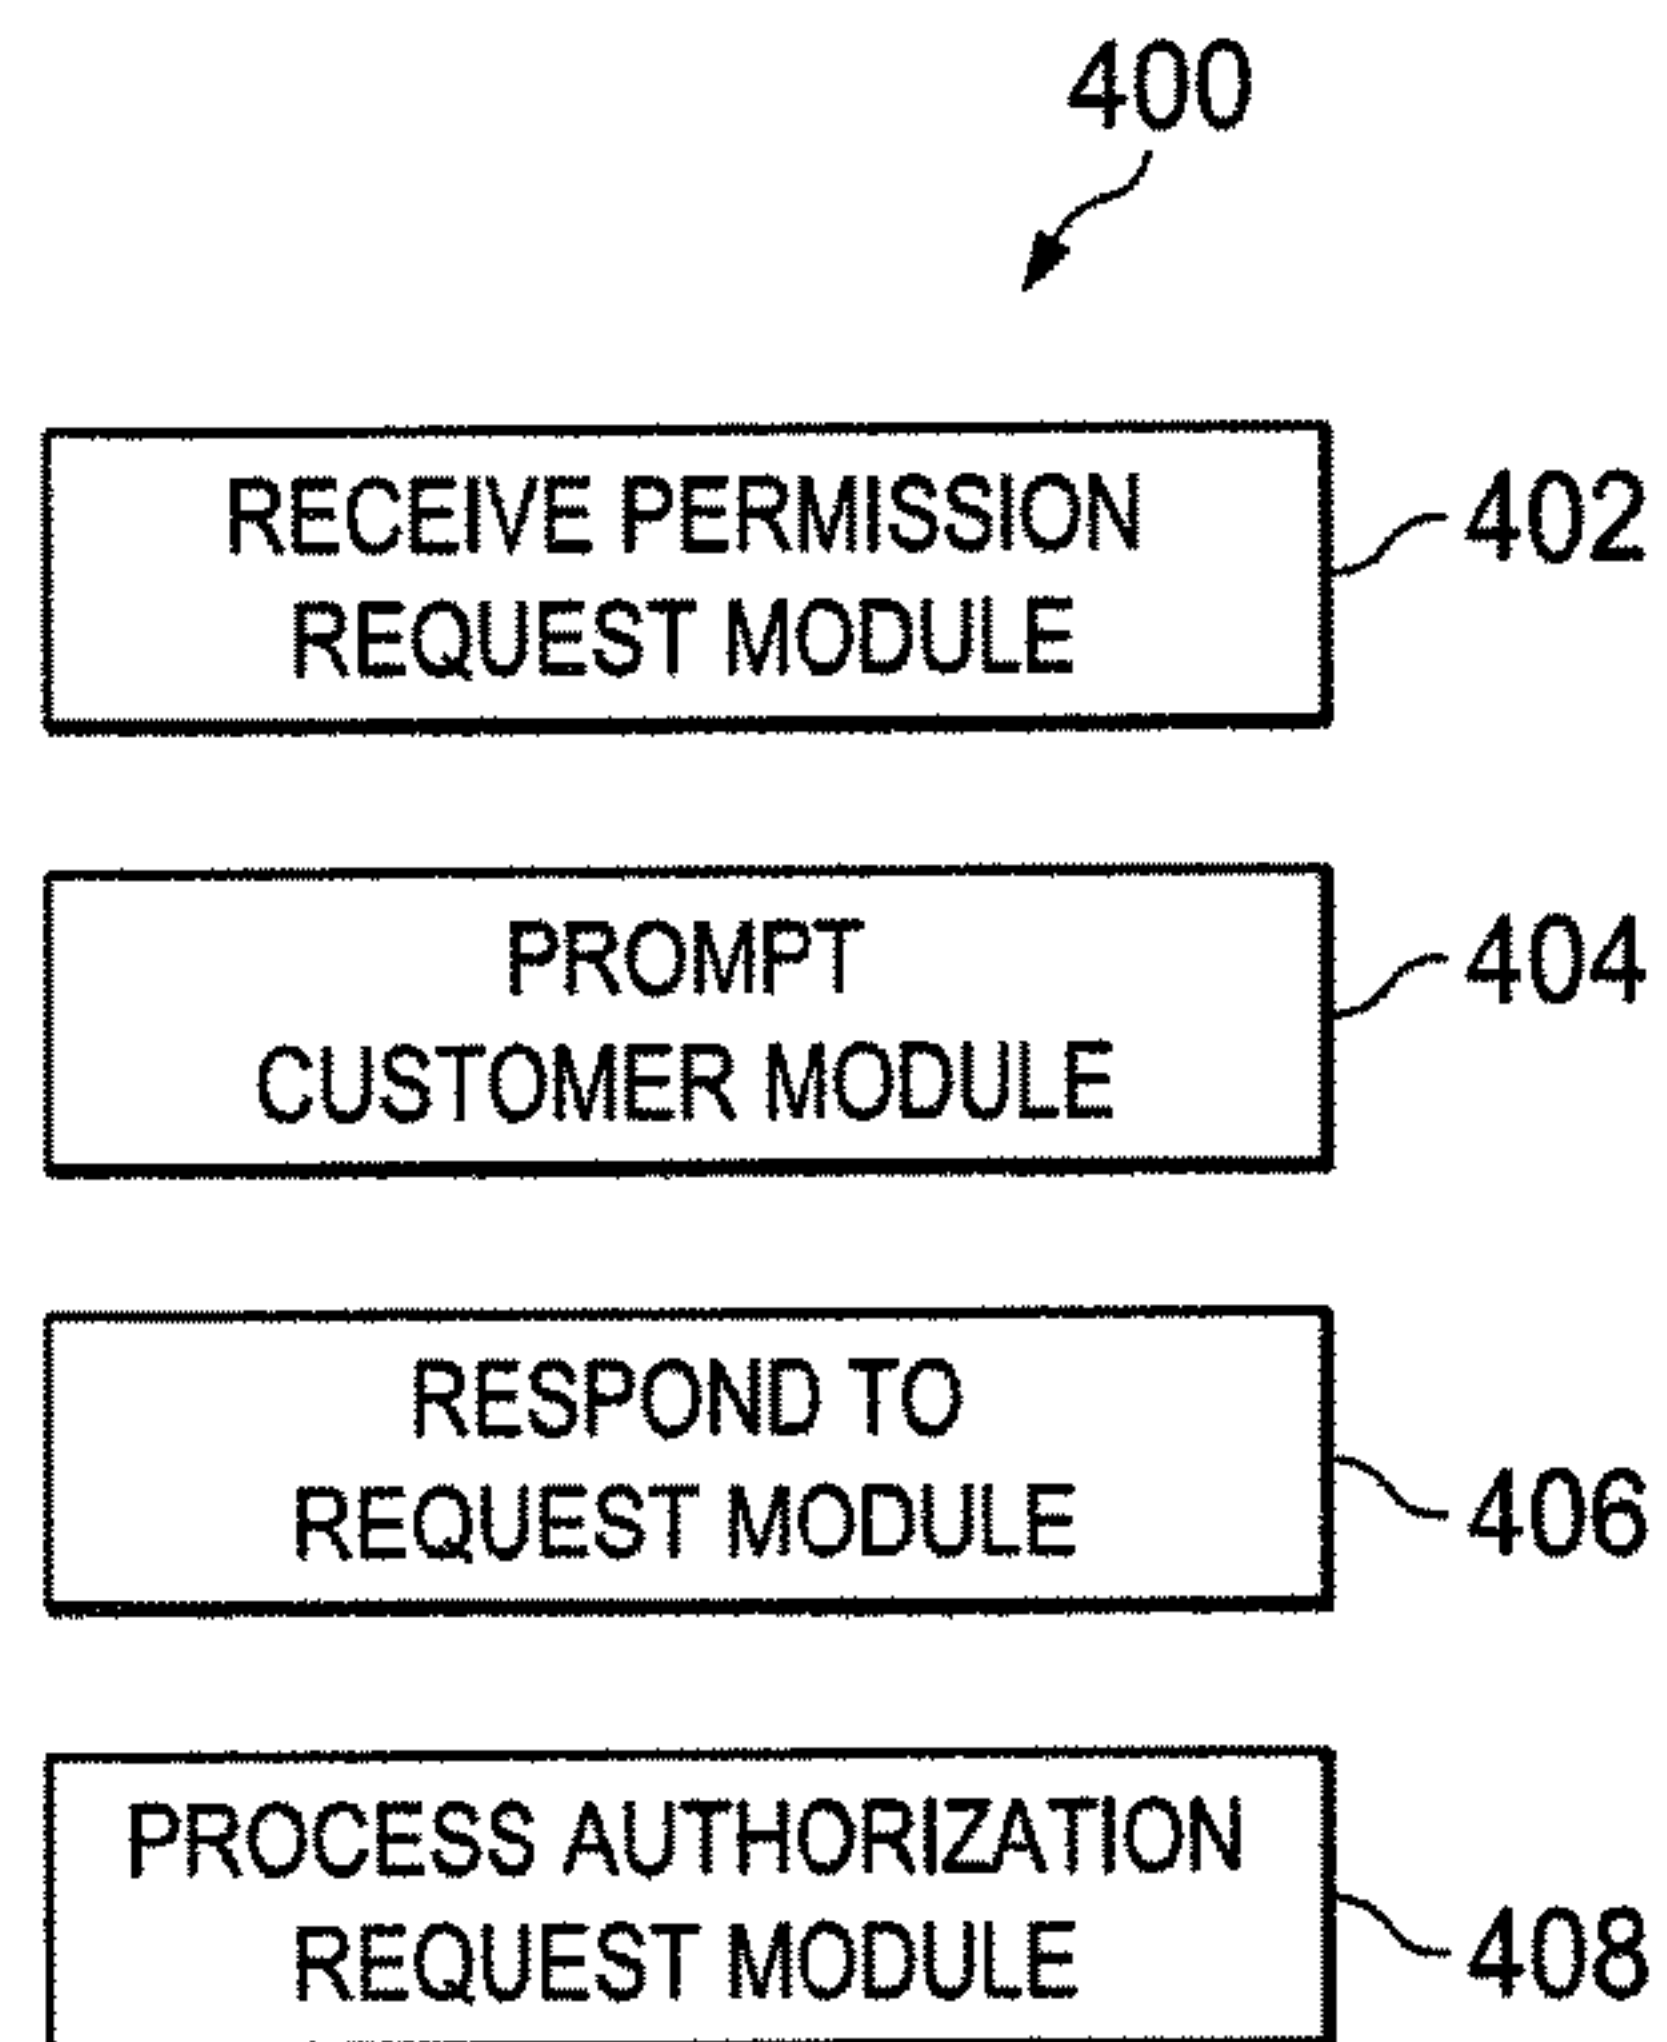 400
RECEIVE PERMISSION
REQUEST MODULE
402
PROMPT
CUSTOMER MODULE
404
RESPOND TO
REQUEST MODULE
406
PROCESS AUTHORIZATION
REQUEST MODULE
408